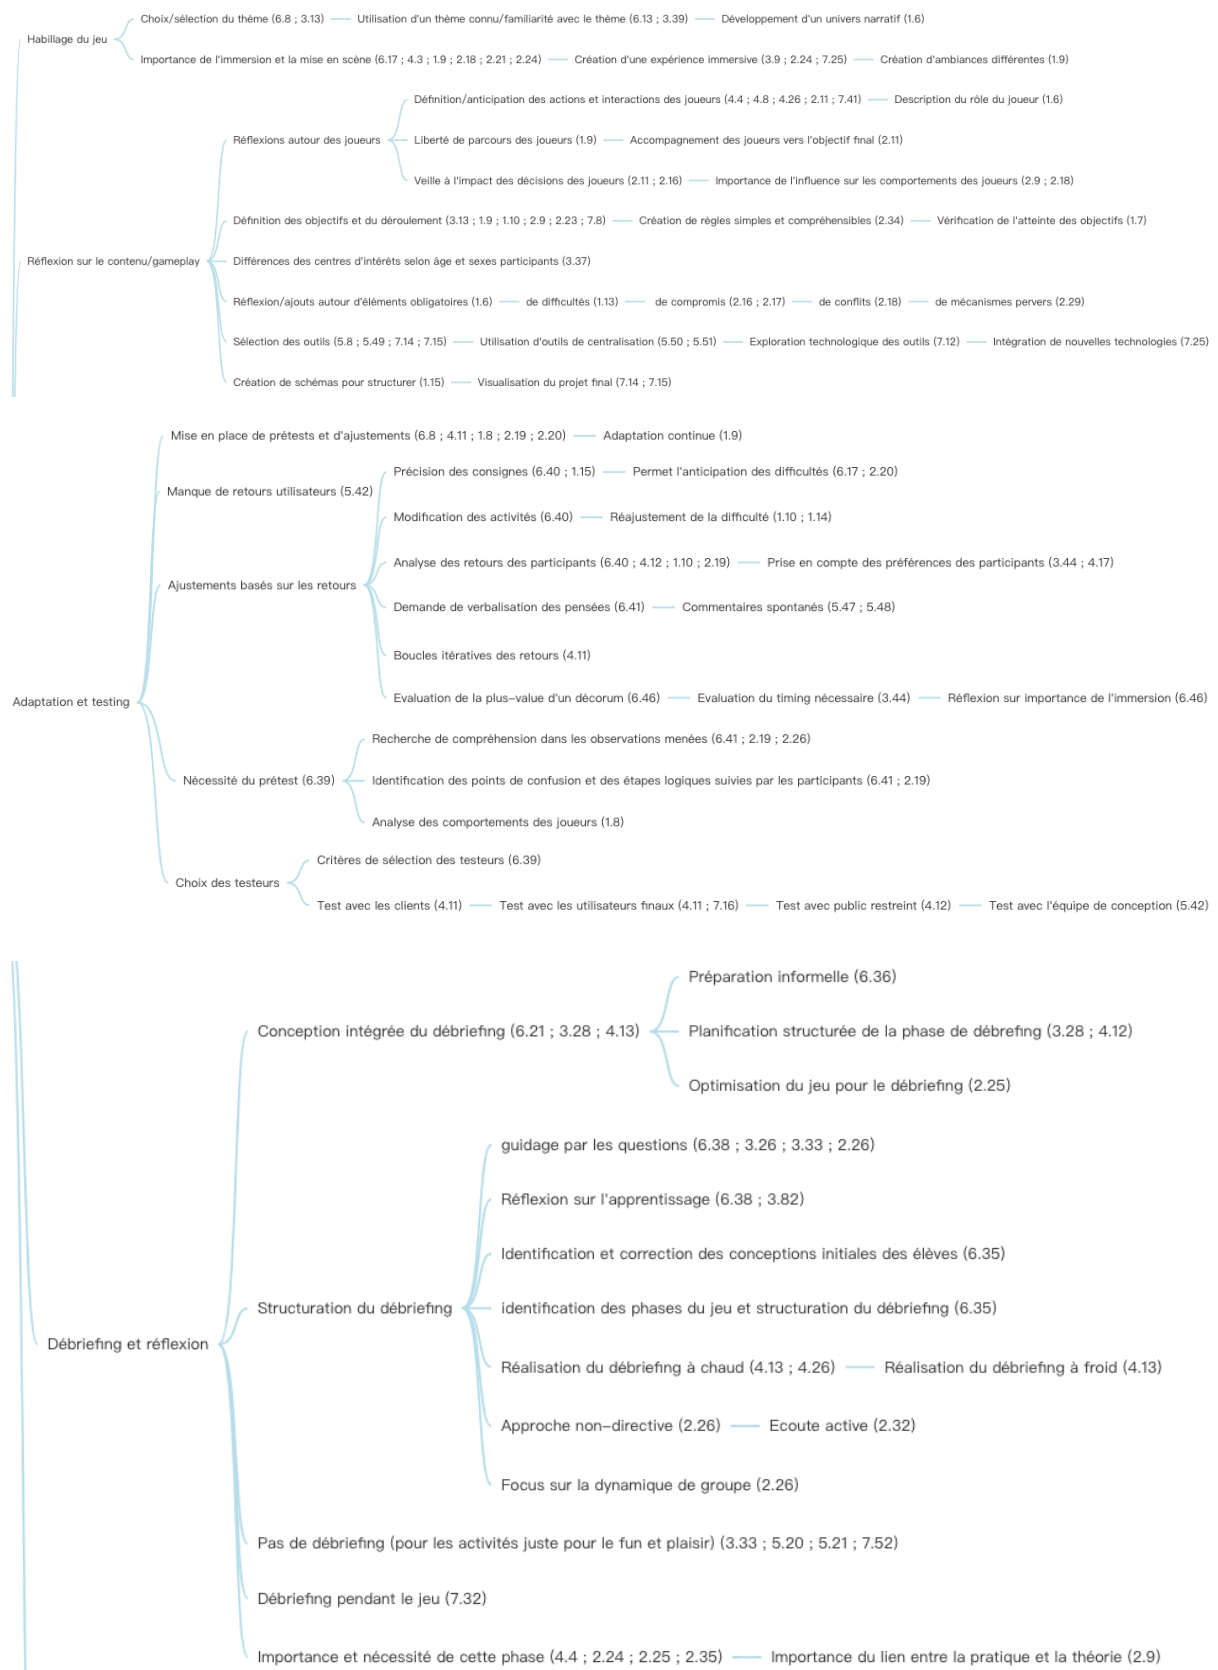 Choix/sélection du thème (6.8 ; 3.13) — Utilisation d'un thème connu/familiarité avec le thème (6.13 ; 3.39) — Développement d'un univers narratif (1.6)
Habillage du jeu
Importance de l'immersion et la mise en scène (6.17 ; 4.3 ; 1.9 ; 2.18 ; 2.21 ; 2.24) — Création d'une expérience immersive (3.9 ; 2.24 ; 7.25) — Création d'ambiances différentes (1.9)
Définition/anticipation des actions et interactions des joueurs (4.4 ; 4.8 ; 4.26 ; 2.11 ; 7.41) — Description du rôle du joueur (1.6)
Réflexions autour des joueurs
Liberté de parcours des joueurs (1.9) — Accompagnement des joueurs vers l'objectif final (2.11)
Veille à l'impact des décisions des joueurs (2.11 ; 2.16) — Importance de l'influence sur les comportements des joueurs (2.9 ; 2.18)
Définition des objectifs et du déroulement (3.13 ; 1.9 ; 1.10 ; 2.9 ; 2.23 ; 7.8) — Création de règles simples et compréhensibles (2.34) — Vérification de l'atteinte des objectifs (1.7)
Réflexion sur le contenu/gameplay
Différences des centres d'intérêts selon âge et sexes participants (3.37)
Réflexion/ajouts autour d'éléments obligatoires (1.6) — de difficultés (1.13) — de compromis (2.16 ; 2.17) — de conflits (2.18) — de mécanismes pervers (2.29)
Sélection des outils (5.8 ; 5.49 ; 7.14 ; 7.15) — Utilisation d'outils de centralisation (5.50 ; 5.51) — Exploration technologique des outils (7.12) — Intégration de nouvelles technologies (7.25)
Création de schémas pour structurer (1.15) — Visualisation du projet final (7.14 ; 7.15)
Mise en place de prétests et d'ajustements (6.8 ; 4.11 ; 1.8 ; 2.19 ; 2.20) — Adaptation continue (1.9)
Précision des consignes (6.40 ; 1.15) — Permet l'anticipation des difficultés (6.17 ; 2.20)
Manque de retours utilisateurs (5.42)
Modification des activités (6.40) — Réajustement de la difficulté (1.10 ; 1.14)
Analyse des retours des participants (6.40 ; 4.12 ; 1.10 ; 2.19) — Prise en compte des préférences des participants (3.44 ; 4.17)
Ajustements basés sur les retours
Demande de verbalisation des pensées (6.41) — Commentaires spontanés (5.47 ; 5.48)
Boucles itératives des retours (4.11)
Evaluation de la plus–value d'un décorum (6.46) — Evaluation du timing nécessaire (3.44) — Réflexion sur importance de l'immersion (6.46)
Adaptation et testing
Recherche de compréhension dans les observations menées (6.41 ; 2.19 ; 2.26)
Nécessité du prétest (6.39)
Identification des points de confusion et des étapes logiques suivies par les participants (6.41 ; 2.19)
Analyse des comportements des joueurs (1.8)
Critères de sélection des testeurs (6.39)
Choix des testeurs
Test avec les clients (4.11) — Test avec les utilisateurs finaux (4.11 ; 7.16) — Test avec public restreint (4.12) — Test avec l'équipe de conception (5.42)
Préparation informelle (6.36)
Conception intégrée du débriefing (6.21 ; 3.28 ; 4.13)
Planification structurée de la phase de débrefing (3.28 ; 4.12)
Optimisation du jeu pour le débriefing (2.25)
guidage par les questions (6.38 ; 3.26 ; 3.33 ; 2.26)
Réflexion sur l'apprentissage (6.38 ; 3.82)
Identification et correction des conceptions initiales des élèves (6.35)
Structuration du débriefing
identification des phases du jeu et structuration du débriefing (6.35)
Débriefing et réflexion
Réalisation du débriefing à chaud (4.13 ; 4.26) — Réalisation du débriefing à froid (4.13)
Approche non–directive (2.26) — Ecoute active (2.32)
Focus sur la dynamique de groupe (2.26)
Pas de débriefing (pour les activités juste pour le fun et plaisir) (3.33 ; 5.20 ; 5.21 ; 7.52)
Débriefing pendant le jeu (7.32)
Importance et nécessité de cette phase (4.4 ; 2.24 ; 2.25 ; 2.35) — Importance du lien entre la pratique et la théorie (2.9)